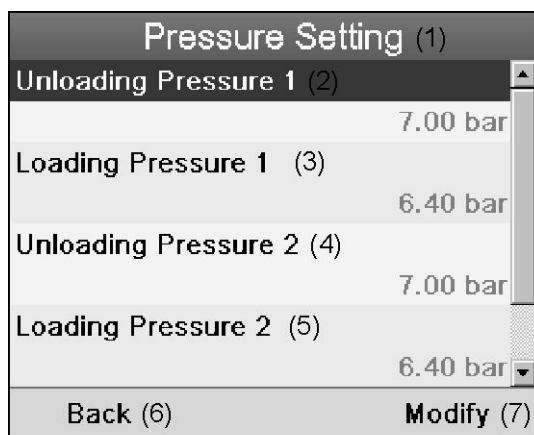 Pressure Setting (1)
Unloading Pressure 1 (2)
7.00 bar
Loading Pressure 1 (3)
6.40 bar
Unloading Pressure 2 (4)
7.00 bar
Loading Pressure 2 (5)
6.40 bar
Back (6) Modify (7)